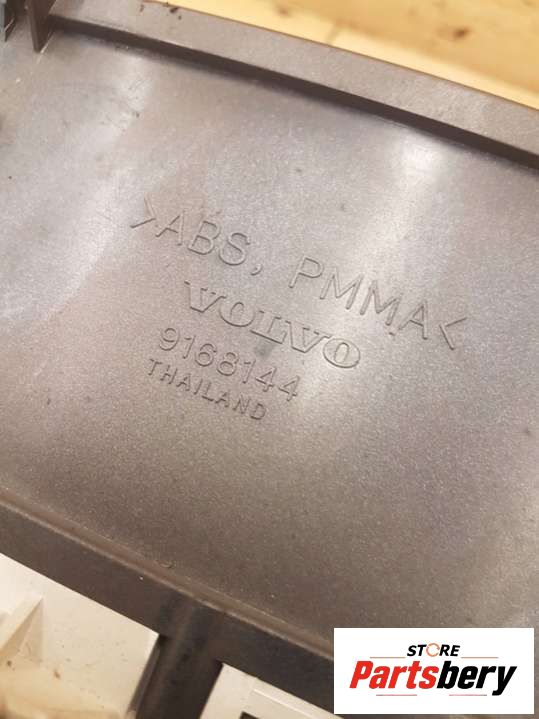 >ABS, PMMA<
VOLVO
9168144
THAILAND
STORE
Partsbery